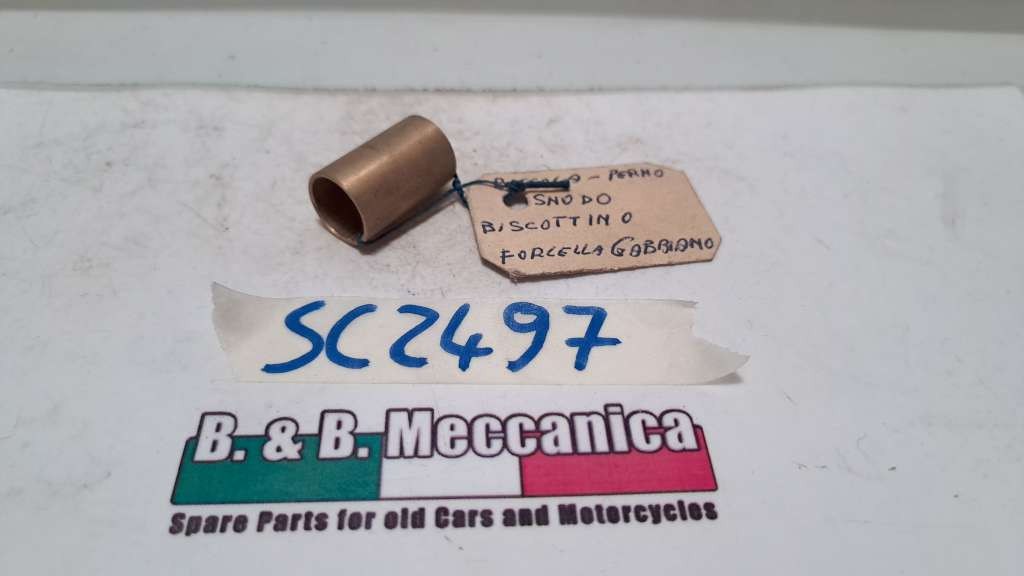 - PERNO
SNODO
BISCOTTINO
FORCELLA GABBIANO
SC2497
B. & B. Meccanica
Spare Parts for old Cars and Motorcycles